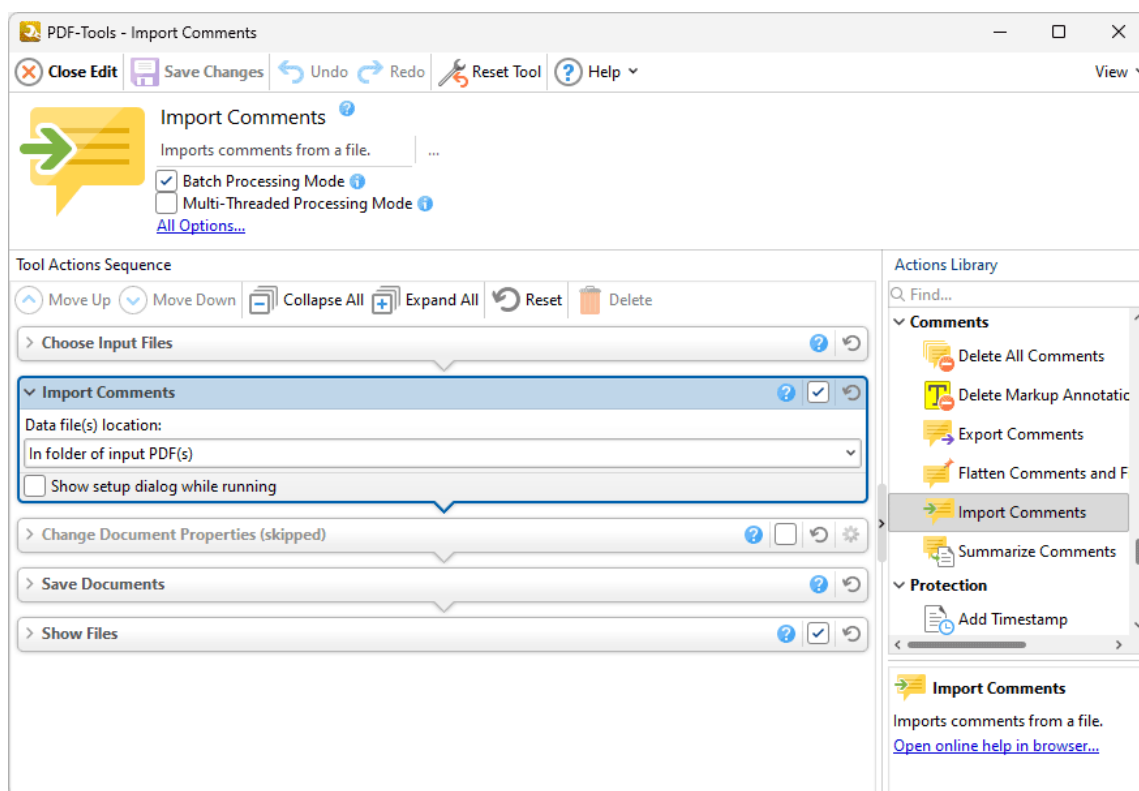 PDF-Tools - Import Comments
Close Edit Save Changes Undo Redo Reset Tool ? Help View
Import Comments ?
Imports comments from a file. ...
Batch Processing Mode i
Multi-Threaded Processing Mode i
All Options...
Tool Actions Sequence
Move Up Move Down Collapse All Expand All Reset Delete
Choose Input Files ?
Import Comments ?
Data file(s) location:
In folder of input PDF(s)
Show setup dialog while running
Change Document Properties (skipped) ?
Save Documents ?
Show Files ?
Actions Library
Find...
Comments
Delete All Comments
T Delete Markup Annotatic
Export Comments
Flatten Comments and F
Import Comments
Summarize Comments
Protection
Add Timestamp
Import Comments
Imports comments from a file.
Open online help in browser...